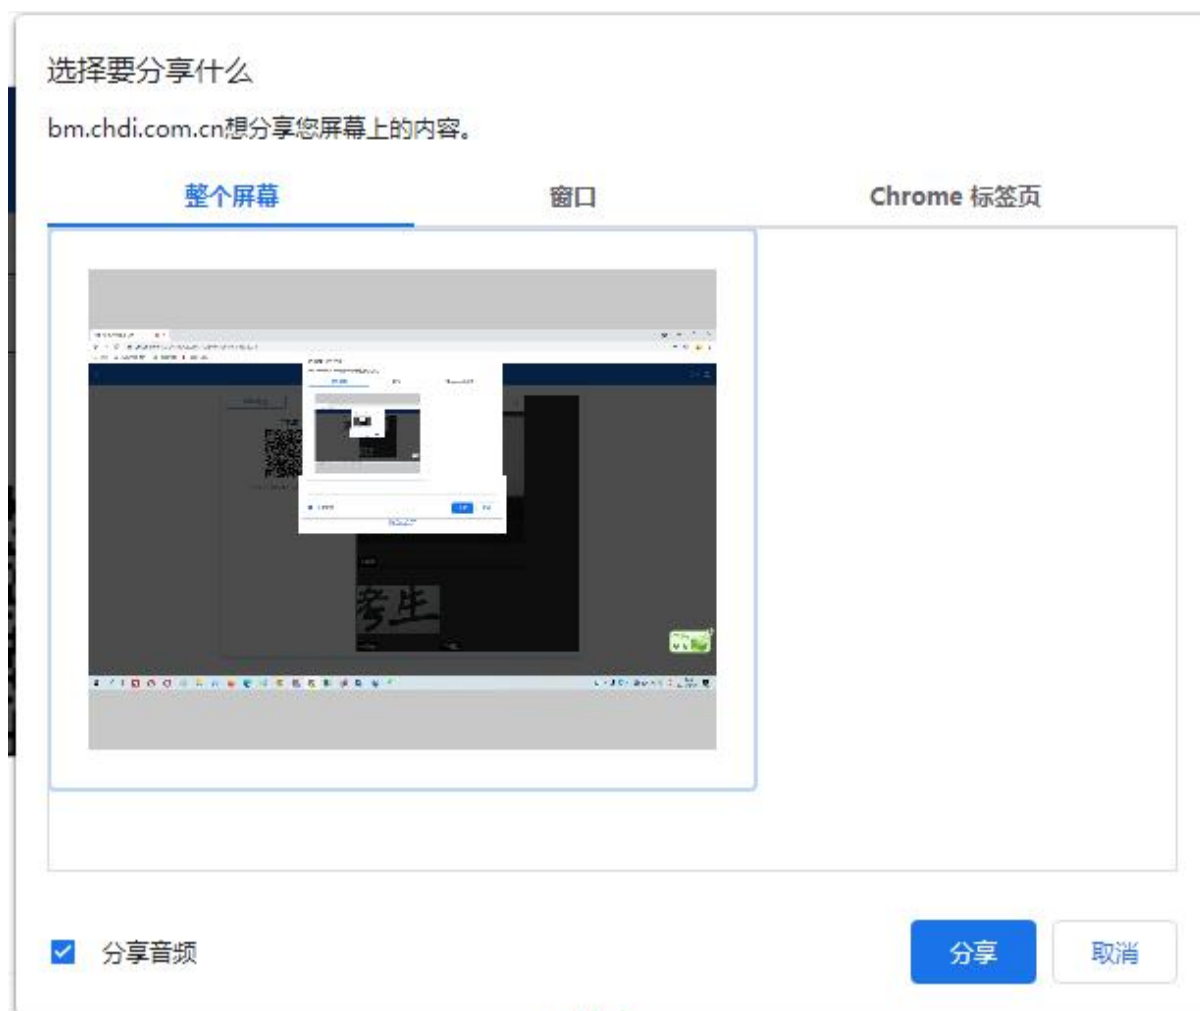 选择要分享什么
bm.chdi.com.cn想分享您屏幕上的内容。
整个屏幕 窗口 Chrome 标签页
考生
分享音频 分享 取消